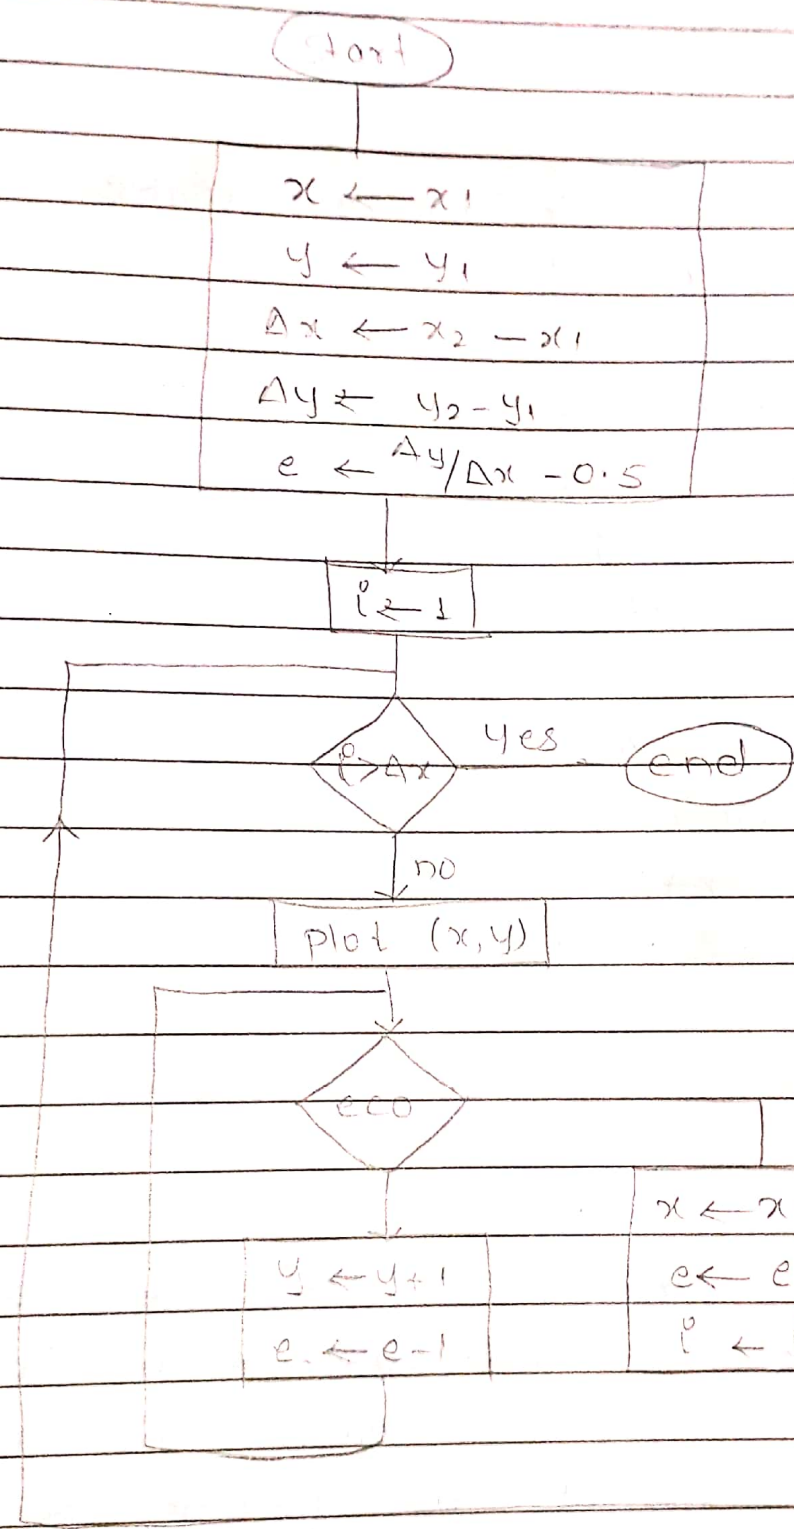 Start
x ← x1
y ← y1
Δx ← x2 - x1
Δy ← y2 - y1
e ← Δy/Δx - 0.5
i ← 1
i > Δx
yes
end
no
plot (x, y)
e < 0
y ← y + 1
e ← e - 1
x ← x
e ← e
i ←